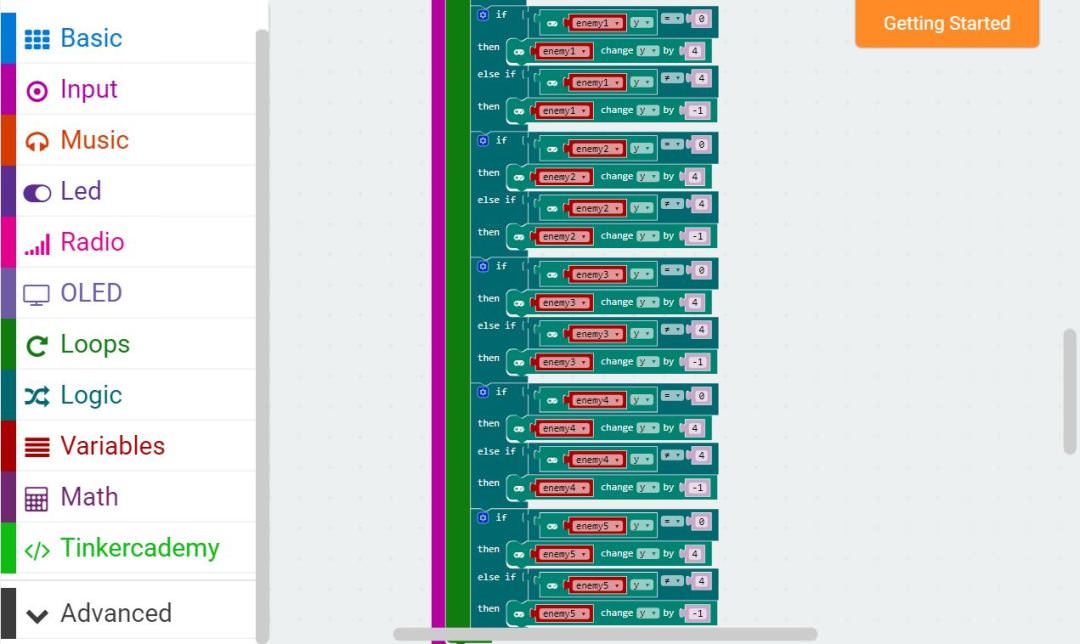 Basic
Input
Music
Led
Radio
OLED
Loops
Logic
Variables
Math
Tinkercademy
Advanced
Getting Started
if enemy1 y = 0
then enemy1 change y by 4
else if enemy1 y ≠ 4
then enemy1 change y by -1
if enemy2 y = 0
then enemy2 change y by 4
else if enemy2 y ≠ 4
then enemy2 change y by -1
if enemy3 y = 0
then enemy3 change y by 4
else if enemy3 y ≠ 4
then enemy3 change y by -1
if enemy4 y = 0
then enemy4 change y by 4
else if enemy4 y ≠ 4
then enemy4 change y by -1
if enemy5 y = 0
then enemy5 change y by 4
else if enemy5 y ≠ 4
then enemy5 change y by -1